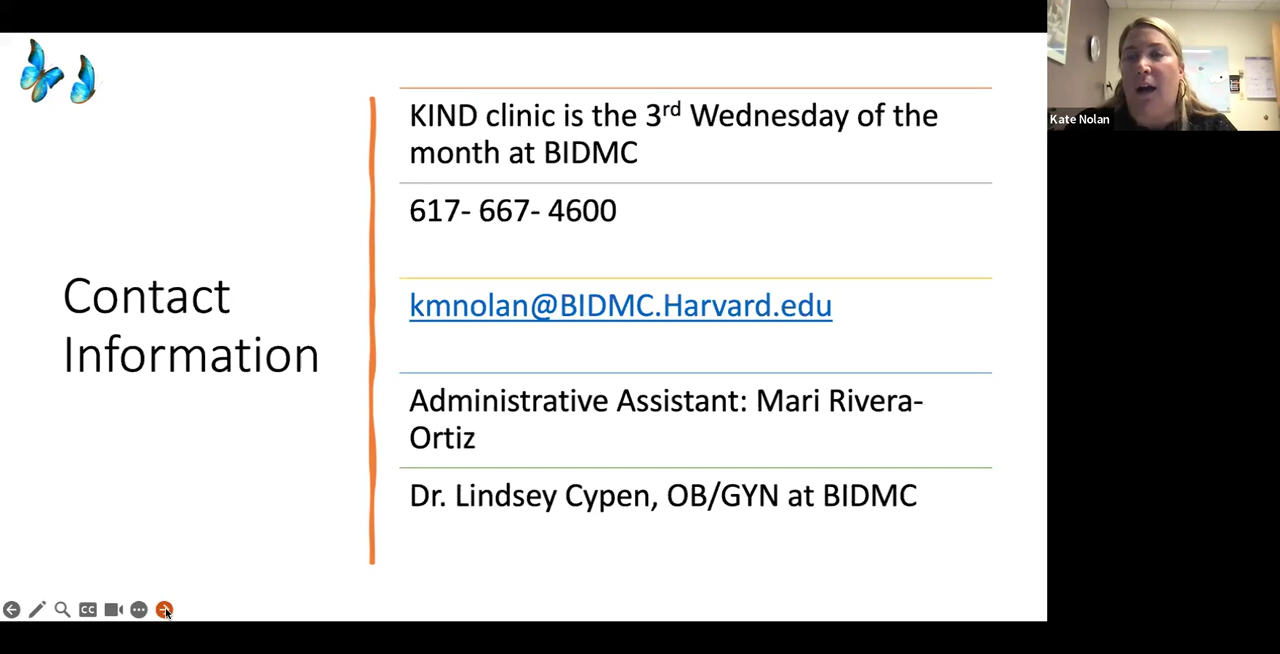 Contact
Information
KIND clinic is the 3rd Wednesday of the
month at BIDMC
617- 667- 4600
kmnolan@BIDMC.Harvard.edu
Administrative Assistant: Mari Rivera-
Ortiz
Dr. Lindsey Cypen, OB/GYN at BIDMC
Kate Nolan
CC